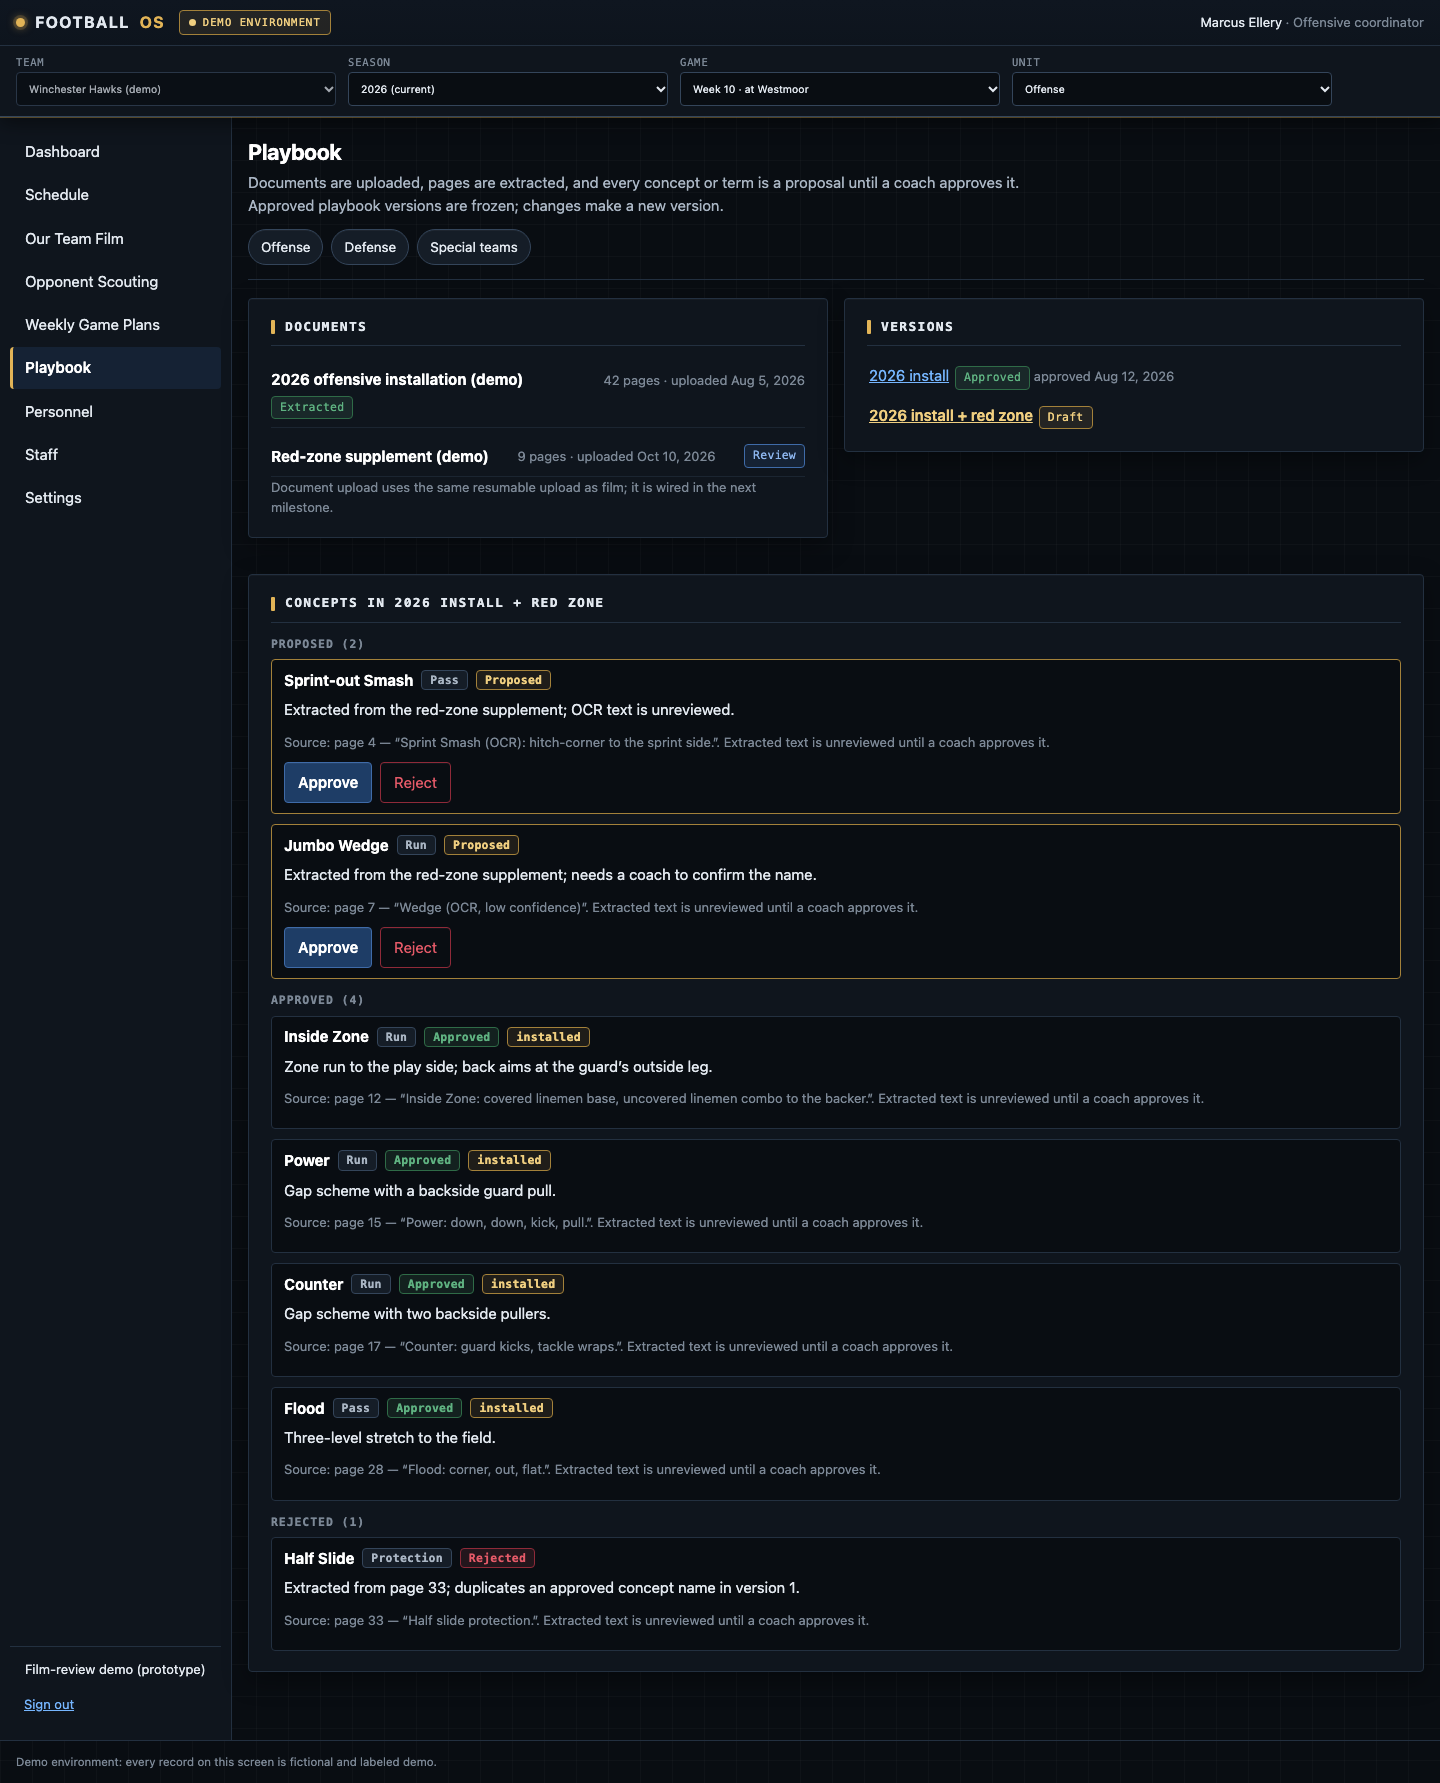 FOOTBALL OS
DEMO ENVIRONMENT
Marcus Ellery · Offensive coordinator
TEAM
Winchester Hawks (demo)
SEASON
2026 (current)
GAME
Week 10 · at Westmoor
UNIT
Offense
Dashboard
Schedule
Our Team Film
Opponent Scouting
Weekly Game Plans
Playbook
Personnel
Staff
Settings
Film-review demo (prototype)
Sign out
Playbook
Documents are uploaded, pages are extracted, and every concept or term is a proposal until a coach approves it.
Approved playbook versions are frozen; changes make a new version.
Offense
Defense
Special teams
DOCUMENTS
2026 offensive installation (demo) 42 pages · uploaded Aug 5, 2026
Extracted
Red-zone supplement (demo) 9 pages · uploaded Oct 10, 2026 Review
Document upload uses the same resumable upload as film; it is wired in the next
milestone.
VERSIONS
2026 install Approved approved Aug 12, 2026
2026 install + red zone Draft
CONCEPTS IN 2026 INSTALL + RED ZONE
PROPOSED (2)
Sprint-out Smash Pass Proposed
Extracted from the red-zone supplement; OCR text is unreviewed.
Source: page 4 — “Sprint Smash (OCR): hitch-corner to the sprint side.”. Extracted text is unreviewed until a coach approves it.
Approve Reject
Jumbo Wedge Run Proposed
Extracted from the red-zone supplement; needs a coach to confirm the name.
Source: page 7 — “Wedge (OCR, low confidence)”. Extracted text is unreviewed until a coach approves it.
Approve Reject
APPROVED (4)
Inside Zone Run Approved installed
Zone run to the play side; back aims at the guard’s outside leg.
Source: page 12 — “Inside Zone: covered linemen base, uncovered linemen combo to the backer.”. Extracted text is unreviewed until a coach approves it.
Power Run Approved installed
Gap scheme with a backside guard pull.
Source: page 15 — “Power: down, down, kick, pull.”. Extracted text is unreviewed until a coach approves it.
Counter Run Approved installed
Gap scheme with two backside pullers.
Source: page 17 — “Counter: guard kicks, tackle wraps.”. Extracted text is unreviewed until a coach approves it.
Flood Pass Approved installed
Three-level stretch to the field.
Source: page 28 — “Flood: corner, out, flat.”. Extracted text is unreviewed until a coach approves it.
REJECTED (1)
Half Slide Protection Rejected
Extracted from page 33; duplicates an approved concept name in version 1.
Source: page 33 — “Half slide protection.”. Extracted text is unreviewed until a coach approves it.
Demo environment: every record on this screen is fictional and labeled demo.